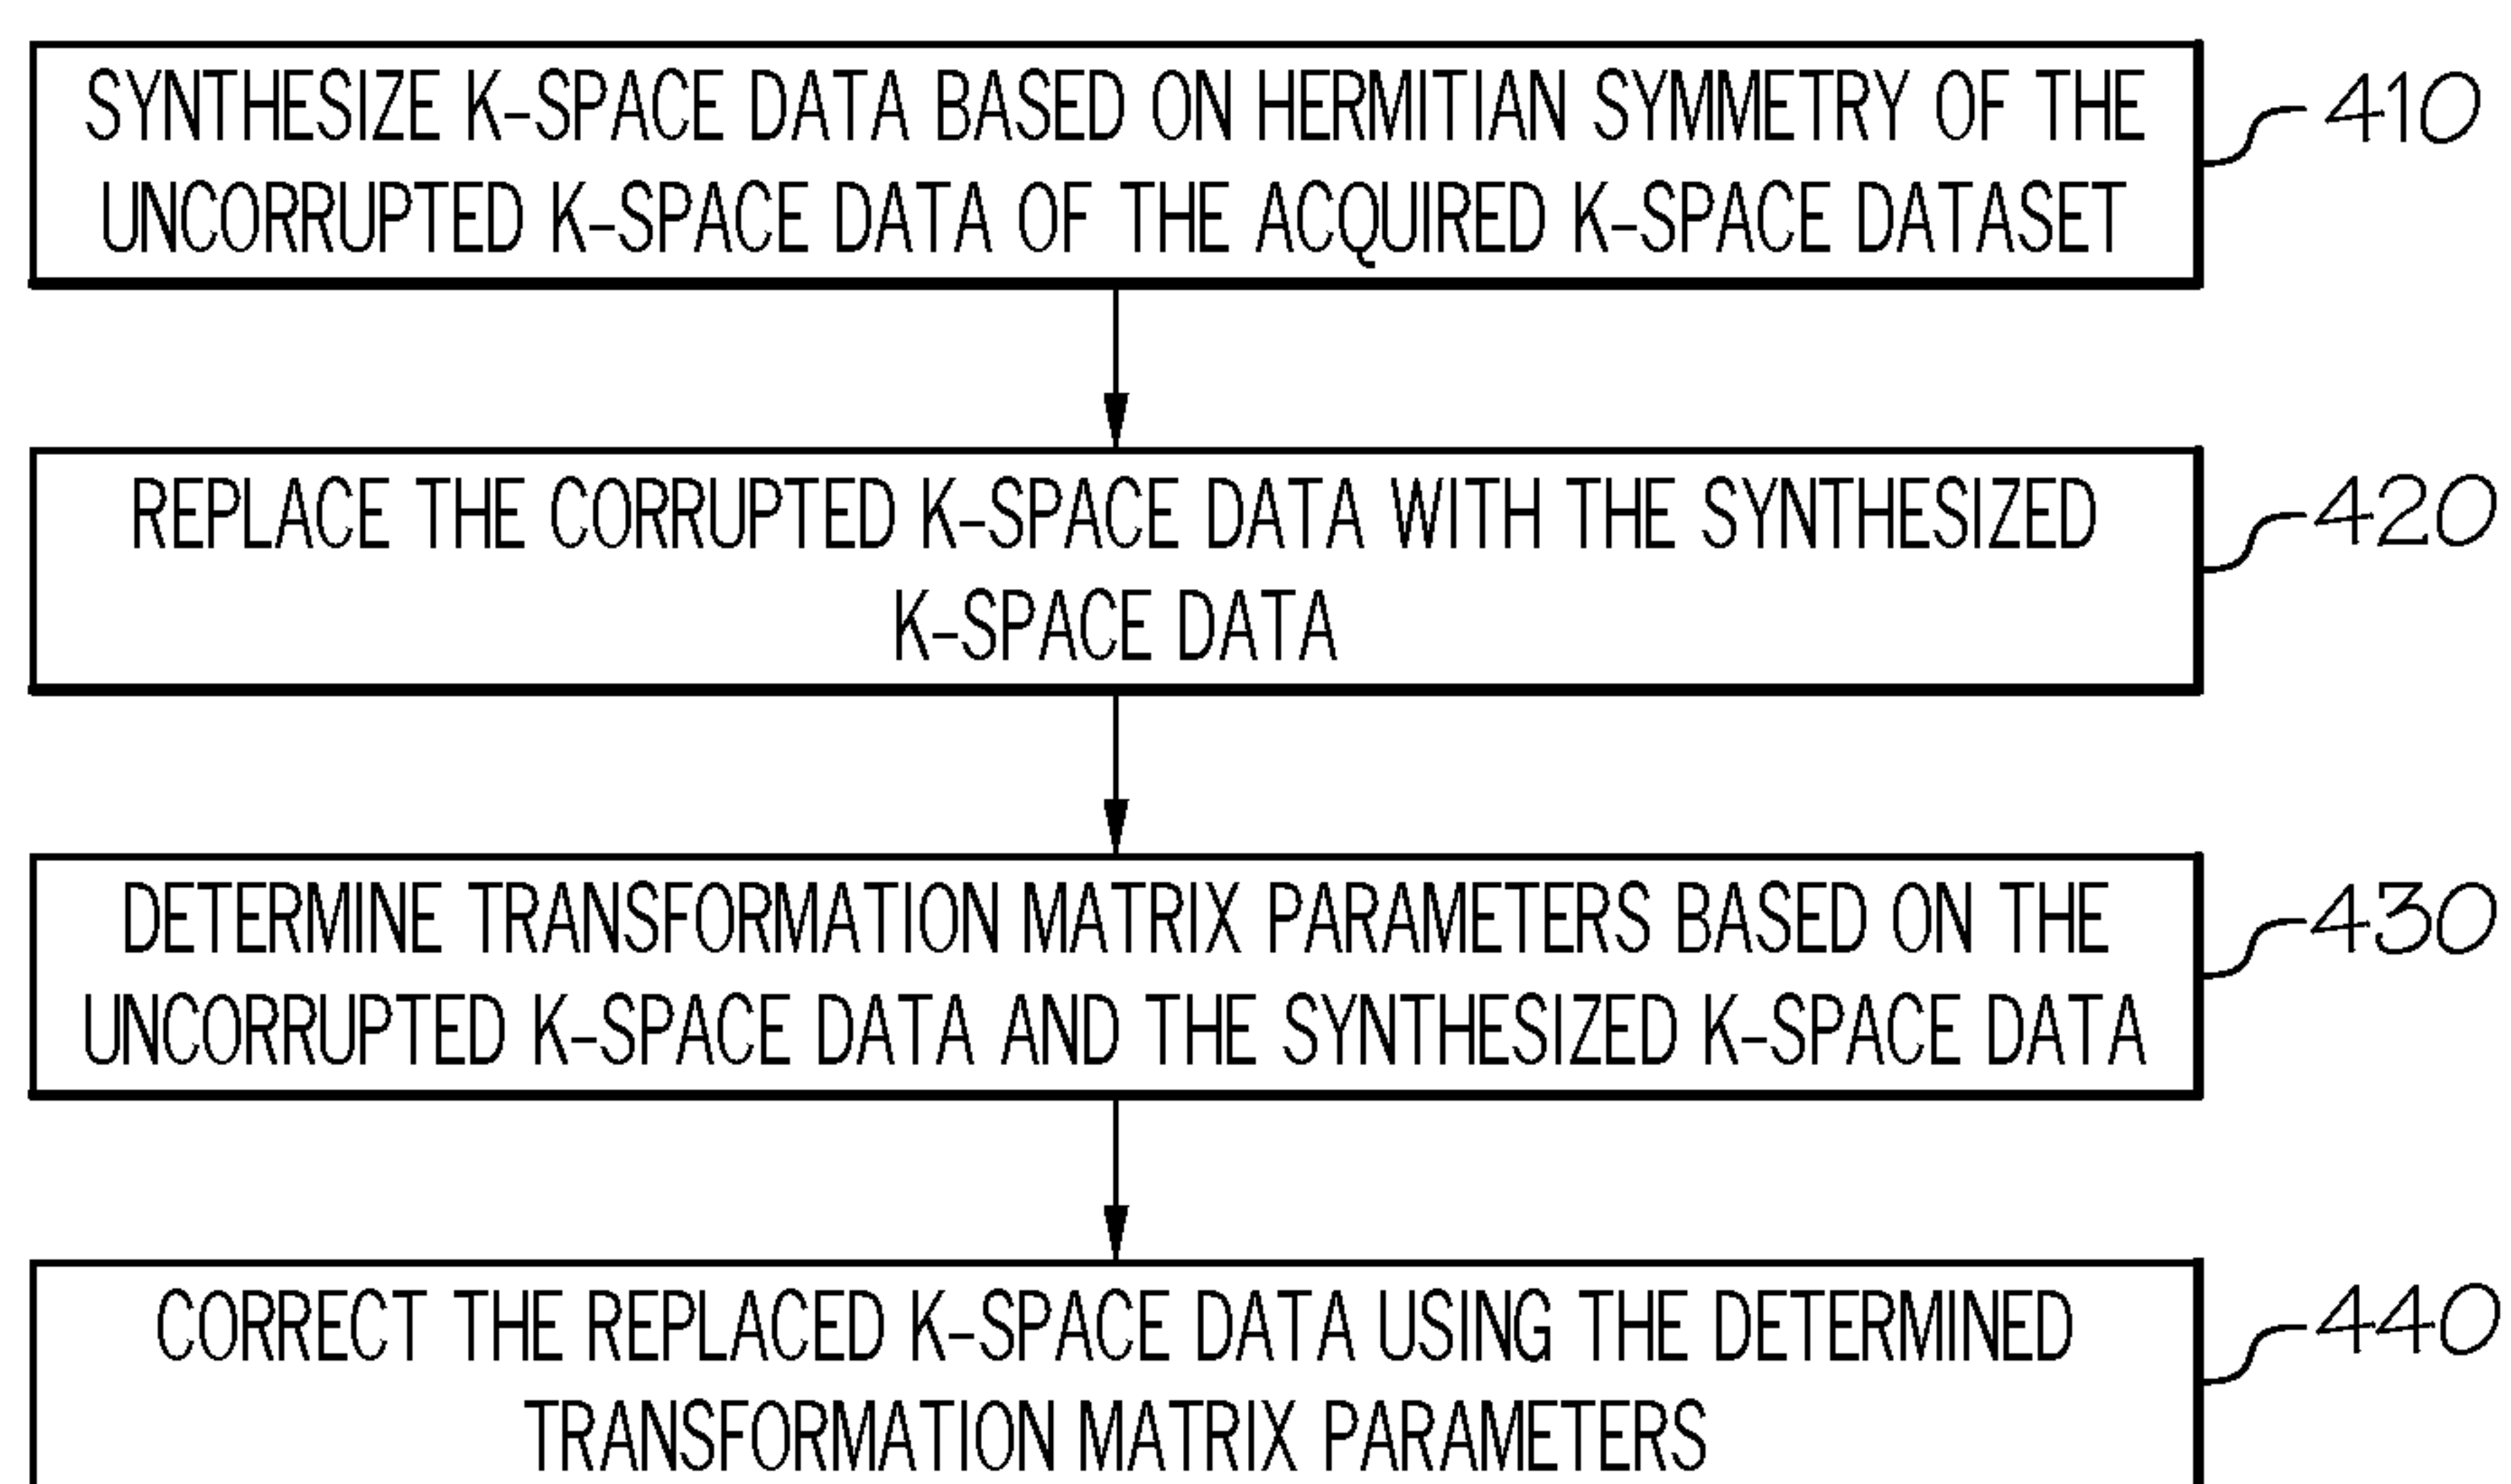 SYNTHESIZE K-SPACE DATA BASED ON HERMITIAN SYMMETRY OF THE
UNCORRUPTED K-SPACE DATA OF THE ACQUIRED K-SPACE DATASET
410
REPLACE THE CORRUPTED K-SPACE DATA WITH THE SYNTHESIZED
K-SPACE DATA
420
DETERMINE TRANSFORMATION MATRIX PARAMETERS BASED ON THE
UNCORRUPTED K-SPACE DATA AND THE SYNTHESIZED K-SPACE DATA
430
CORRECT THE REPLACED K-SPACE DATA USING THE DETERMINED
TRANSFORMATION MATRIX PARAMETERS
440